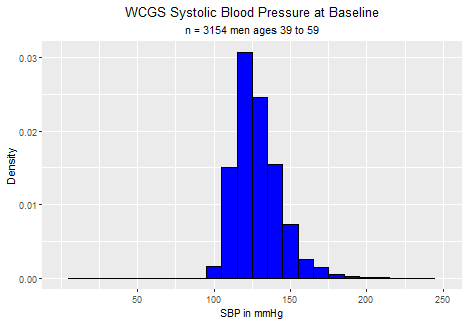 WCGS Systolic Blood Pressure at Baseline
n = 3154 men ages 39 to 59
0.03
0.02
0.01
0.00
Density
50 100 150 200 250
SBP in mmHg